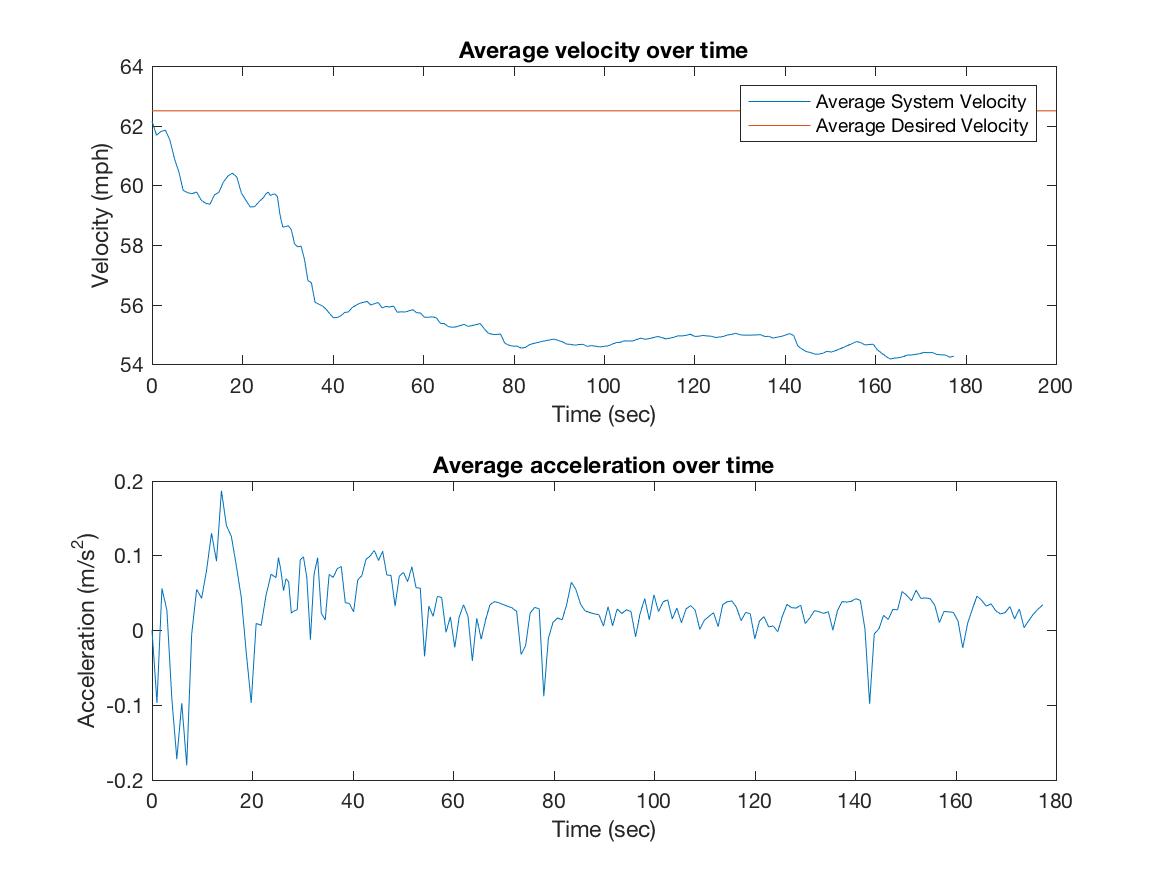 Average velocity over time
64
62
60
58
56
54
Velocity (mph)
Average System Velocity
Average Desired Velocity
0 20 40 60 80 100 120 140 160 180 200
Time (sec)
Average acceleration over time
0.2
0.1
0
-0.1
-0.2
Acceleration (m/s²)
0 20 40 60 80 100 120 140 160 180
Time (sec)